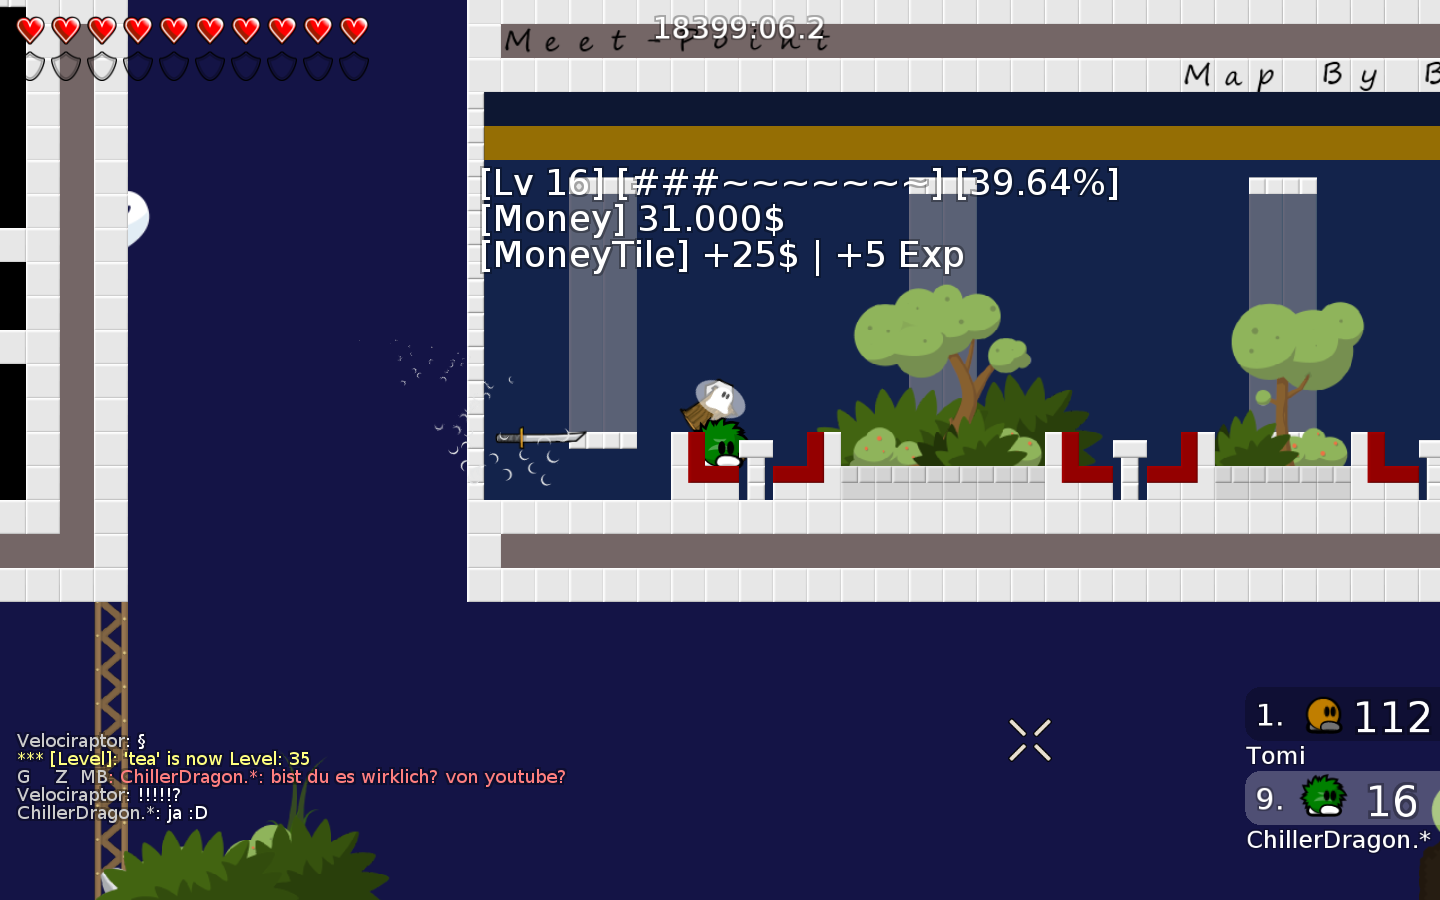 18399:06.2
Meet-Point
Map By B
[Lv 16] [###~~~~~~~] [39.64%]
[Money] 31.000$
[MoneyTile] +25$ | +5 Exp
1. 112
Tomi
9. 16
ChillerDragon.*
Velociraptor: §
*** [Level]: 'tea' is now Level: 35
G Z MB: ChillerDragon.*: bist du es wirklich? von youtube?
Velociraptor: !!!!!?
ChillerDragon.*: ja :D